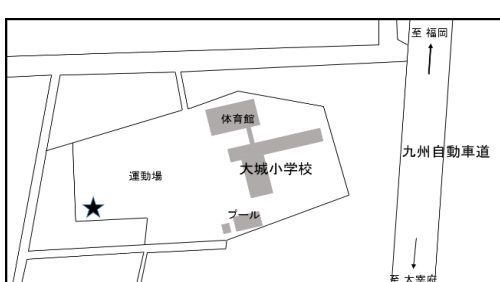 至 福岡
体育館
九州自動車道
大城小学校
運動場
プール
至 太宰府